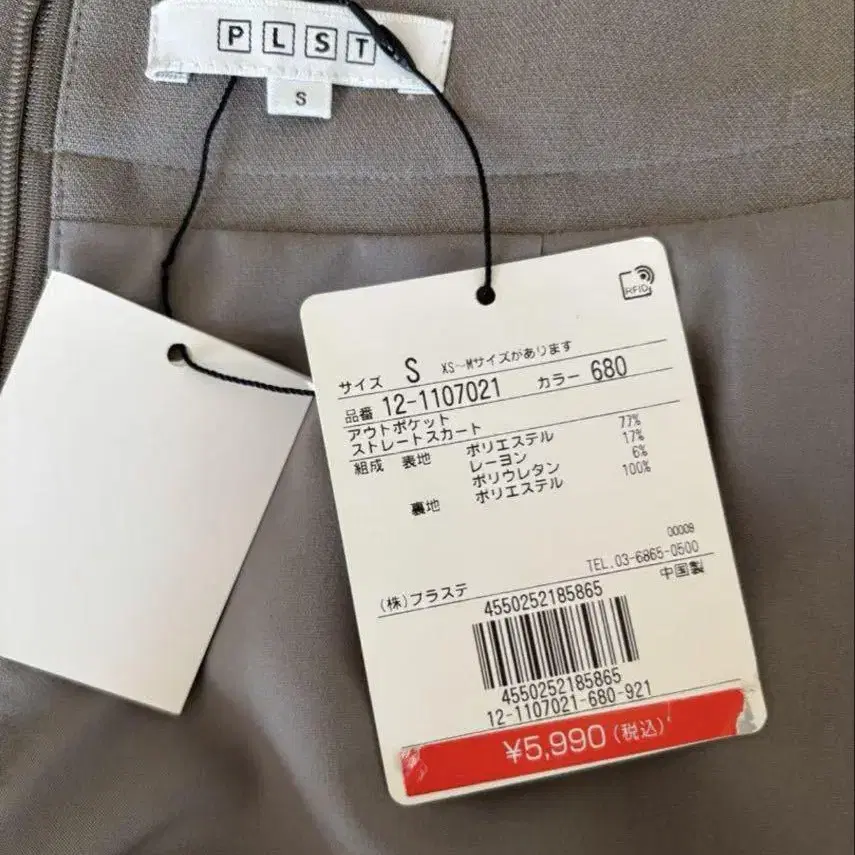 PLST
S
RFID
サイズ S XS～Mサイズがあります
品番 12-1107021 カラー 680
アウトポケット
ストレートスカート
組成 表地 ポリエステル 77%
レーヨン 17%
ポリウレタン 6%
裏地 ポリエステル 100%
00009
TEL.03-6865-0500
(株)プラステ 中国製
4550252185865
4550252185865
12-1107021-680-921
¥5,990(税込)